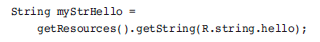 String myStrHello =
getResources().getString(R.string.hello);